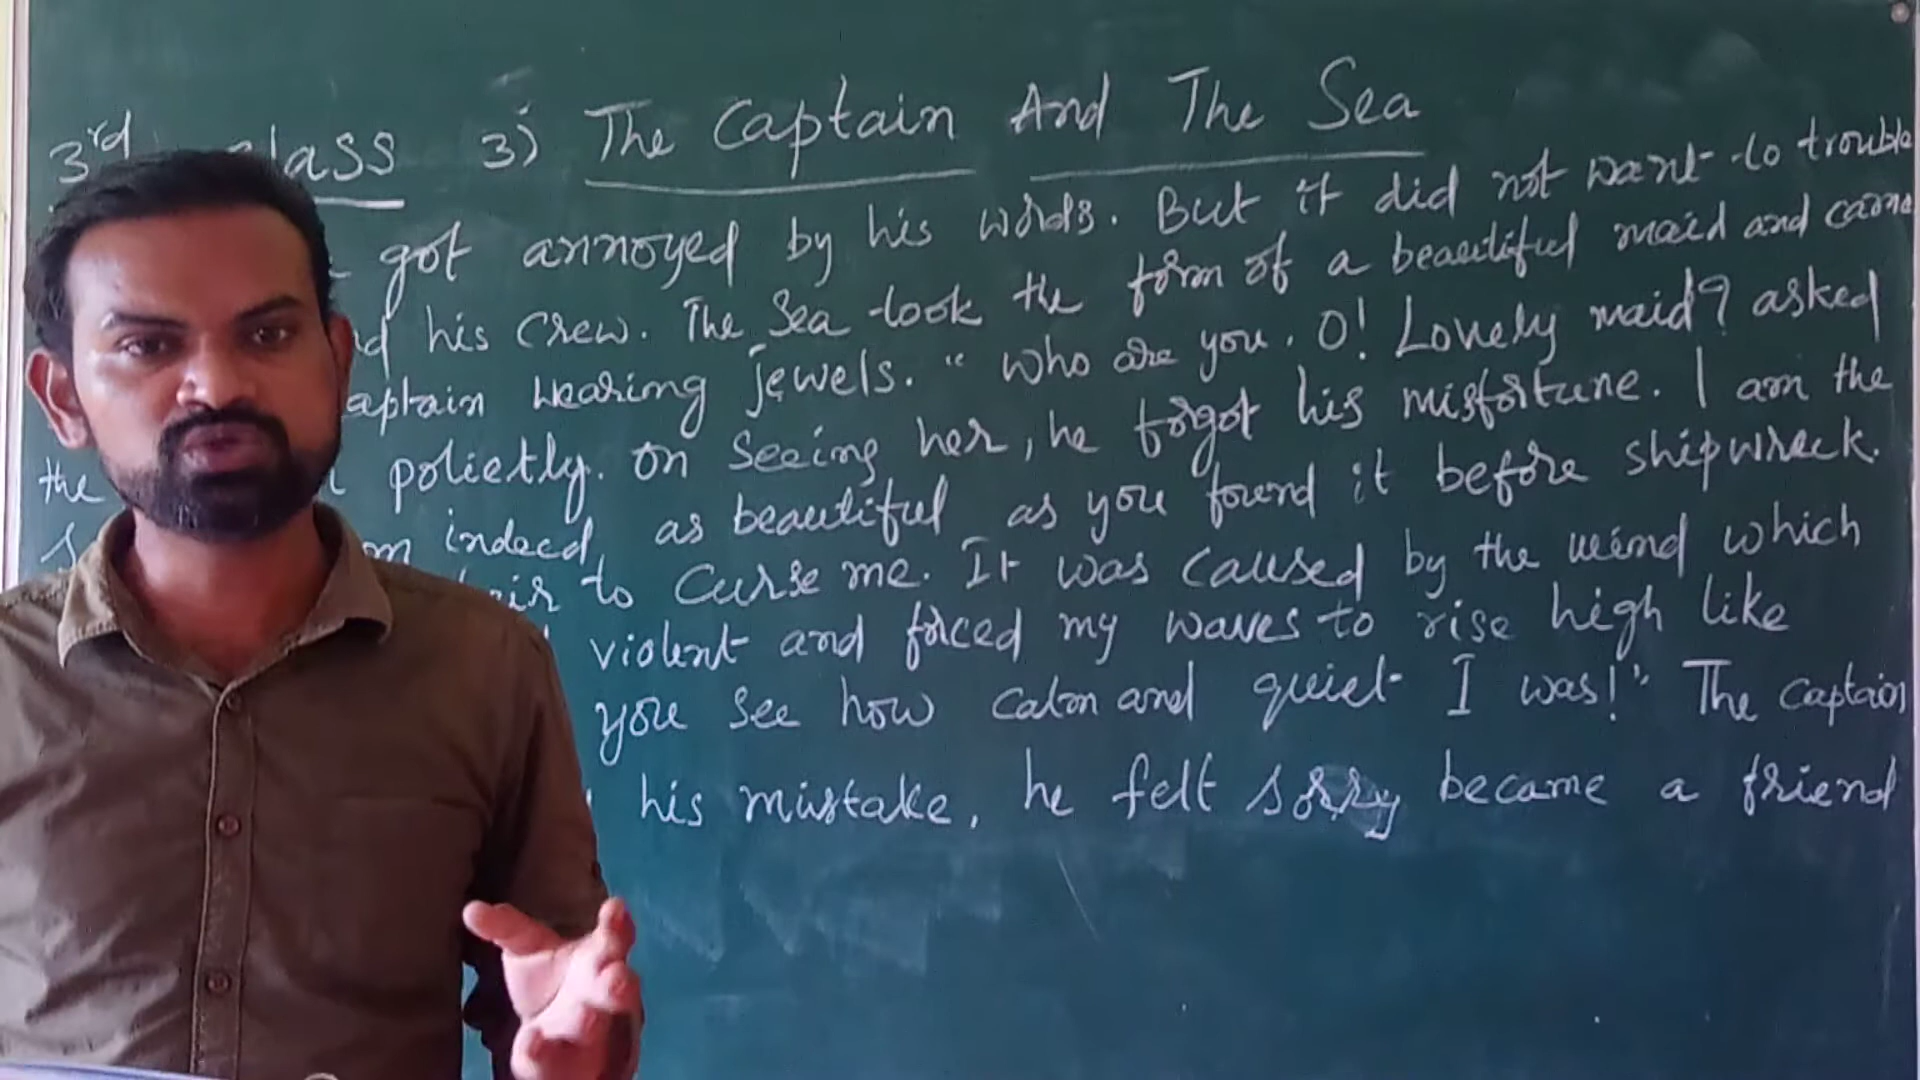 3rd class 3) The Captain And The Sea
got annoyed by his words. But it did not want to trouble
his crew. The Sea took the form of a beautiful maid and came
wearing jewels. " Who are you. O! Lovely maid? asked
the polietly. on seeing her, he forgot his misfortune. I am the
indeed, as beautiful as you found it before shipwreck.
to curse me. It was caused by the wind which
violent and forced my waves to rise high like
you see how calm and quiet I was!" The captain
his mistake, he felt sorry became a friend